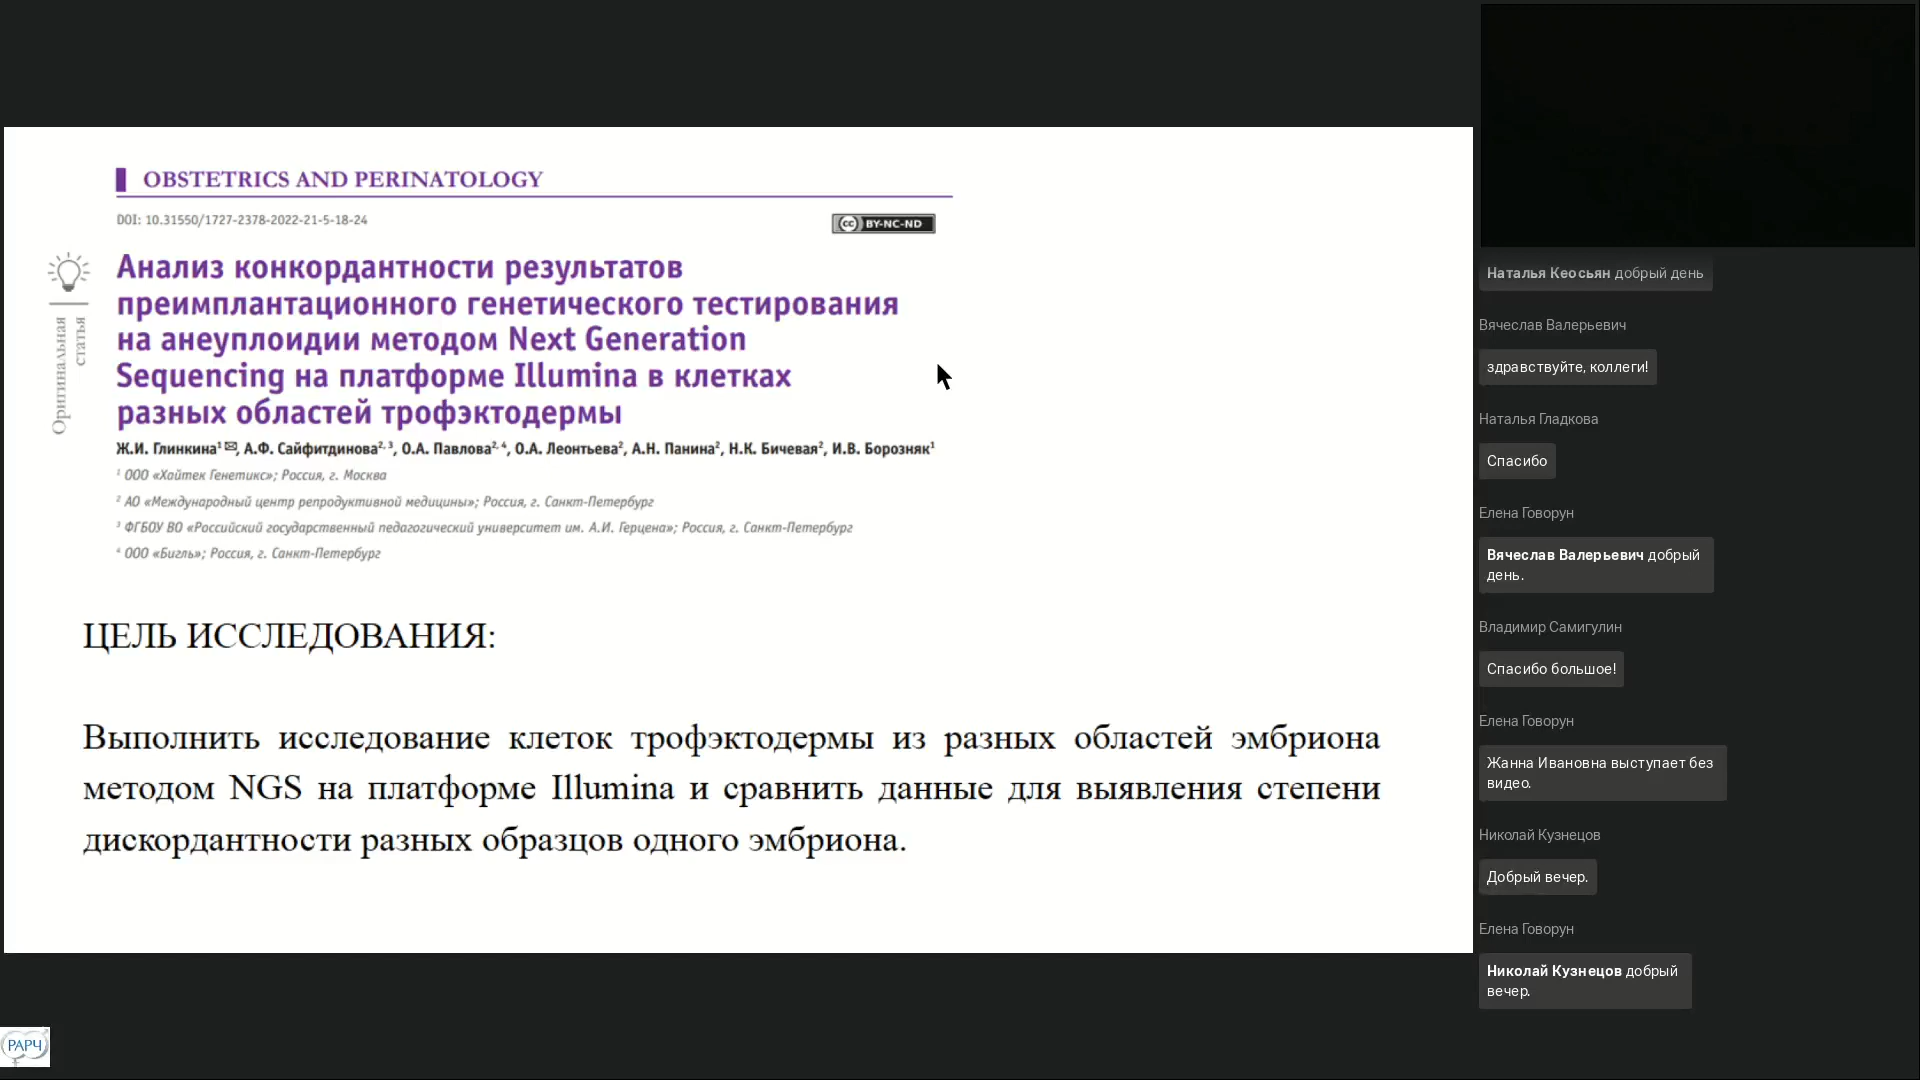 OBSTETRICS AND PERINATOLOGY
DOI: 10.31550/1727-2378-2022-21-5-18-24
CC BY-NC-ND
Оригинальная
статья
Анализ конкордантности результатов
преимплантационного генетического тестирования
на анеуплоидии методом Next Generation
Sequencing на платформе Illumina в клетках
разных областей трофэктодермы
Ж.И. Глинкина¹ ✉, А.Ф. Сайфитдинова², ³, О.А. Павлова², ⁴, О.А. Леонтьева², А.Н. Панина², Н.К. Бичевая², И.В. Борозняк¹
¹ ООО «Хайтек Генетикс»; Россия, г. Москва
² АО «Международный центр репродуктивной медицины»; Россия, г. Санкт-Петербург
³ ФГБОУ ВО «Российский государственный педагогический университет им. А.И. Герцена»; Россия, г. Санкт-Петербург
⁴ ООО «Бигль»; Россия, г. Санкт-Петербург
ЦЕЛЬ ИССЛЕДОВАНИЯ:
Выполнить исследование клеток трофэктодермы из разных областей эмбриона
методом NGS на платформе Illumina и сравнить данные для выявления степени
дискордантности разных образцов одного эмбриона.
РАРЧ
Наталья Кеосьян добрый день
Вячеслав Валерьевич
здравствуйте, коллеги!
Наталья Гладкова
Спасибо
Елена Говорун
Вячеслав Валерьевич добрый
день.
Владимир Самигулин
Спасибо большое!
Елена Говорун
Жанна Ивановна выступает без
видео.
Николай Кузнецов
Добрый вечер.
Елена Говорун
Николай Кузнецов добрый
вечер.